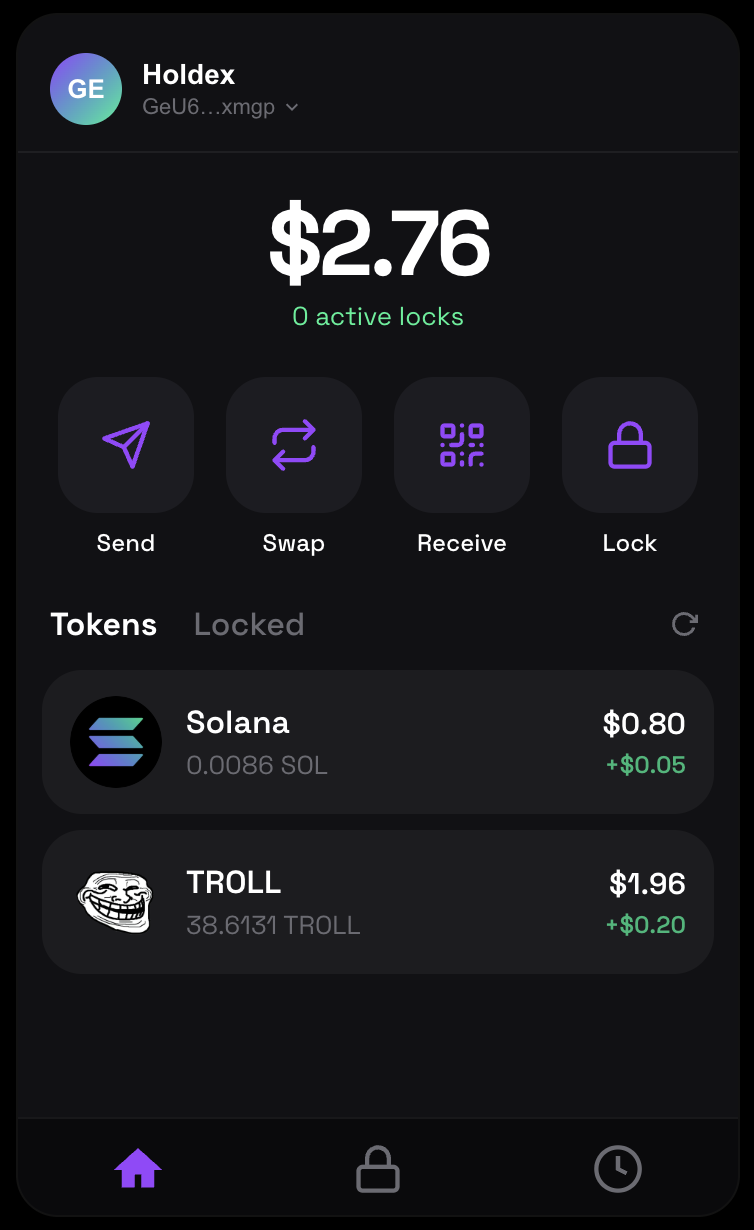 GE
Holdex
GeU6...xmgp
$2.76
0 active locks
Send
Swap
Receive
Lock
Tokens
Locked
Solana
$0.80
0.0086 SOL
+$0.05
TROLL
$1.96
38.6131 TROLL
+$0.20